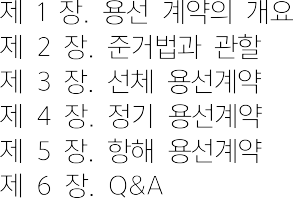 제 1 장. 용선 계약의 개요
제 2 장. 준거법과 관할
제 3 장. 선체 용선계약
제 4 장. 정기 용선계약
제 5 장. 항해 용선계약
제 6 장. Q&A